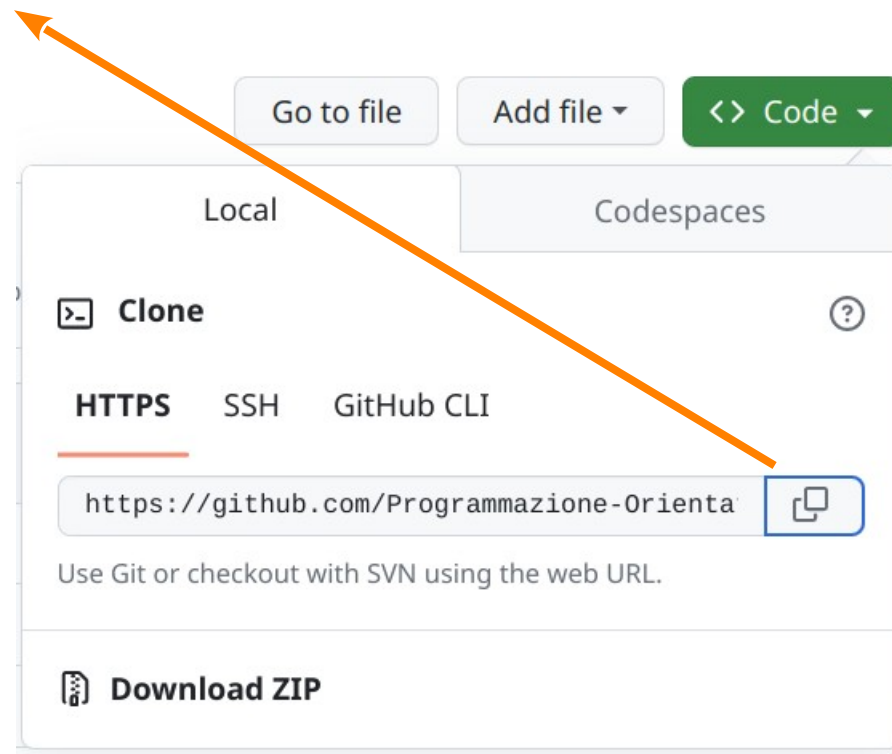 Go to file Add file <> Code
Local Codespaces
Clone
HTTPS SSH GitHub CLI
https://github.com/Programmazione-Orienta
Use Git or checkout with SVN using the web URL.
Download ZIP